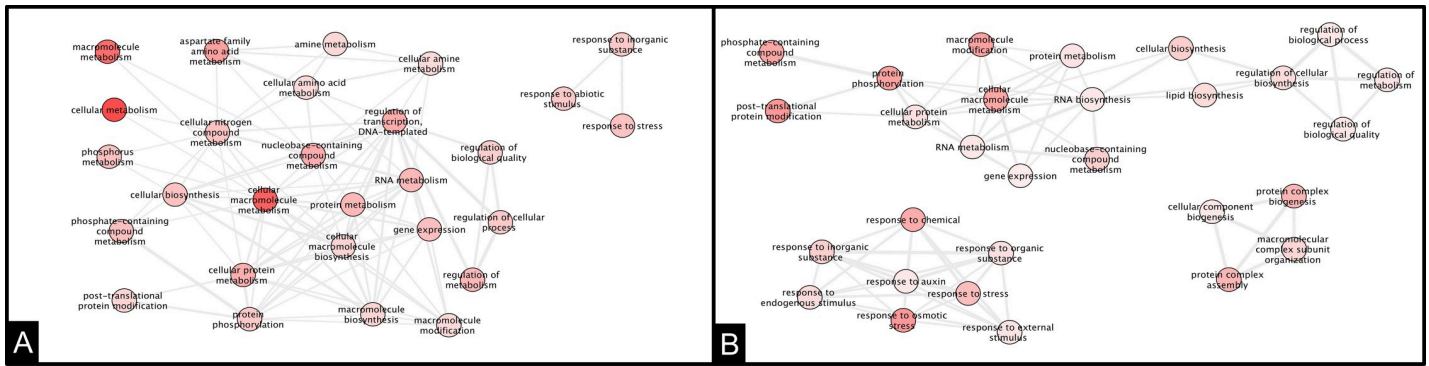 macromolecule
metabolism
aspartate-family
amino acid
metabolism
amine metabolism
cellular amine
metabolism
cellular amino acid
metabolism
cellular metabolism
regulation of
transcription,
DNA-templated
cellular nitrogen
compound
metabolism
phosphorus
metabolism
nucleobase-containing
compound
metabolism
regulation of
biological quality
RNA metabolism
cellular biosynthesis
cellular
macromolecule
metabolism
protein metabolism
phosphate-containing
compound
metabolism
gene expression
regulation of cellular
process
cellular
macromolecule
biosynthesis
cellular protein
metabolism
regulation of
metabolism
post-translational
protein modification
protein
phosphorylation
macromolecule
biosynthesis
macromolecule
modification
response to inorganic
substance
response to abiotic
stimulus
response to stress
A
phosphate-containing
compound
metabolism
macromolecule
modification
protein metabolism
cellular biosynthesis
regulation of
biological process
protein
phosphorylation
regulation of cellular
biosynthesis
regulation of
metabolism
post-translational
protein modification
cellular
macromolecule
metabolism
RNA biosynthesis
lipid biosynthesis
cellular protein
metabolism
regulation of
biological quality
RNA metabolism
nucleobase-containing
compound
metabolism
gene expression
protein complex
biogenesis
cellular component
biogenesis
macromolecular
complex subunit
organization
protein complex
assembly
response to chemical
response to inorganic
substance
response to organic
substance
response to auxin
response to
endogenous stimulus
response to stress
response to osmotic
stress
response to external
stimulus
B